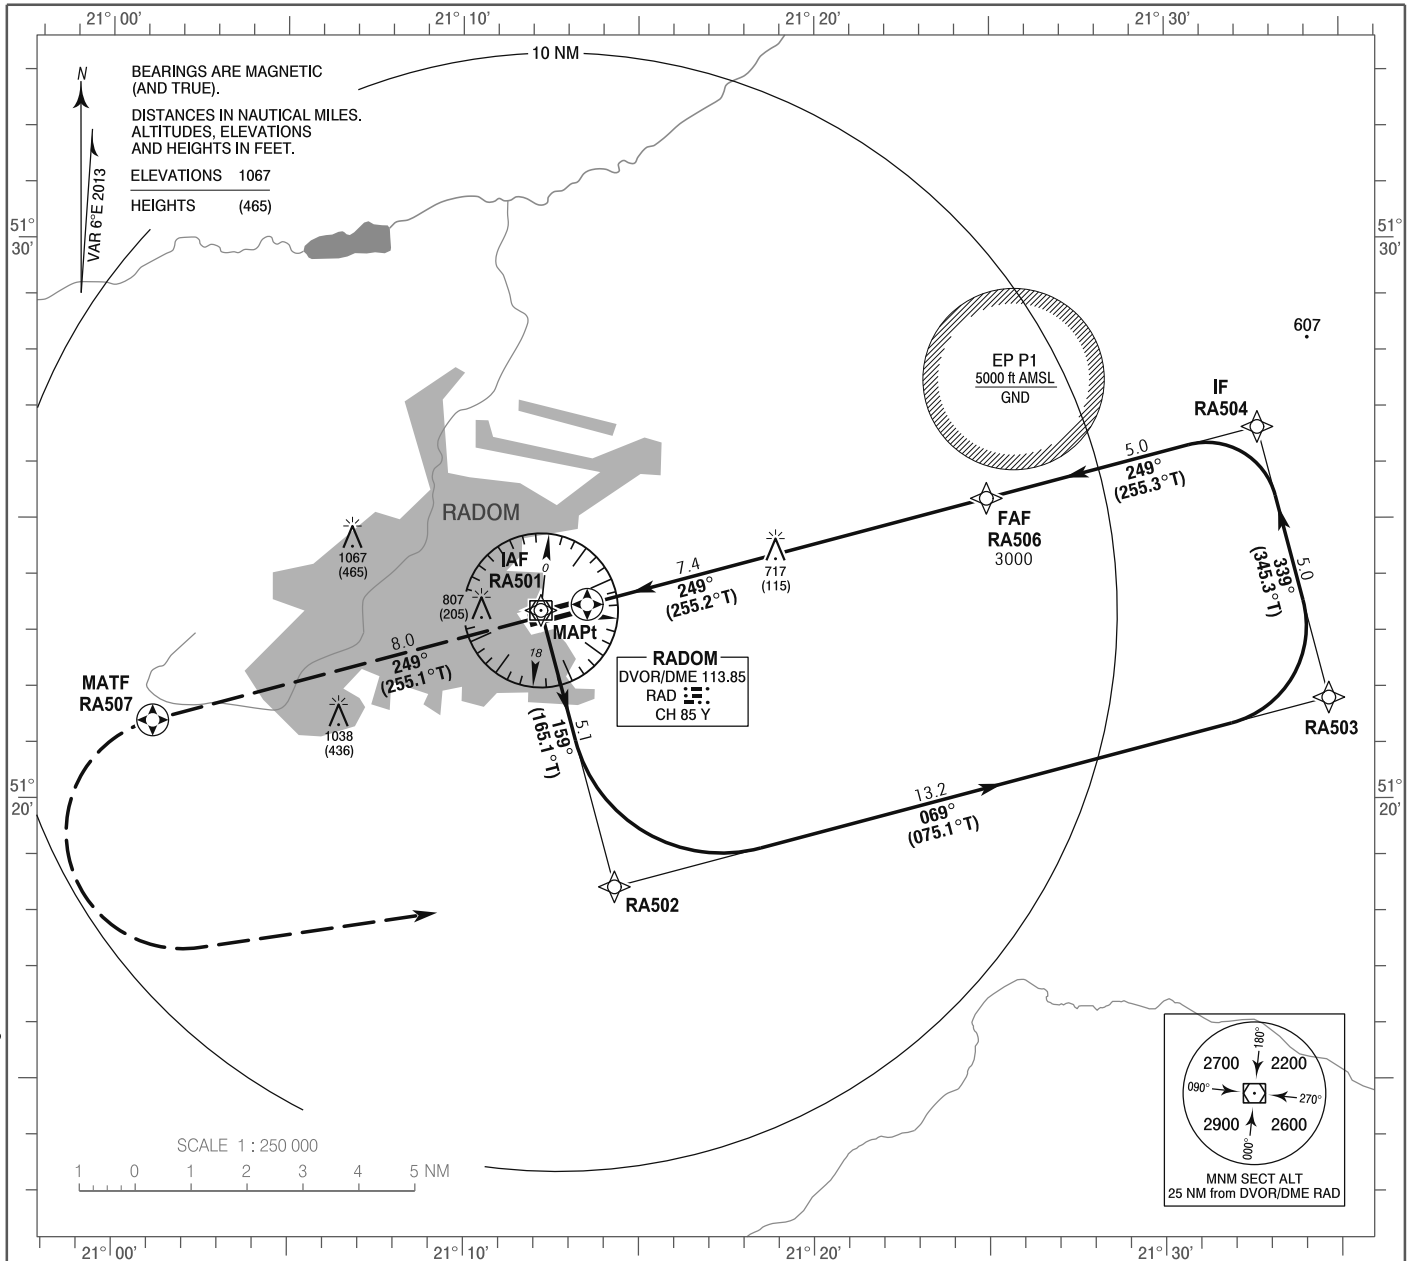 21° 00'
21° 10'
21° 20'
21° 30'
10 NM
N
VAR 6°E 2013
BEARINGS ARE MAGNETIC
(AND TRUE).
DISTANCES IN NAUTICAL MILES.
ALTITUDES, ELEVATIONS
AND HEIGHTS IN FEET.
ELEVATIONS 1067
HEIGHTS (465)
51°
30'
51°
30'
607
EP P1
5000 ft AMSL
GND
IF
RA504
5.0
249°
(255.3°T)
FAF
RA506
3000
RADOM
1067
(465)
IAF
RA501
0
18
807
(205)
717
(115)
7.4
249°
(255.2°T)
5.0
339°
(345.3°T)
MAPt
8.0
249°
(255.1°T)
MATF
RA507
1038
(436)
RADOM
DVOR/DME 113.85
RAD
CH 85 Y
5.1
159°
(165.1°T)
RA503
51°
20'
51°
20'
13.2
069°
(075.1°T)
RA502
SCALE 1 : 250 000
1 0 1 2 3 4 5 NM
180°
2700 2200
090° 270°
2900 2600
000°
MNM SECT ALT
25 NM from DVOR/DME RAD
21° 00'
21° 10'
21° 20'
21° 30'